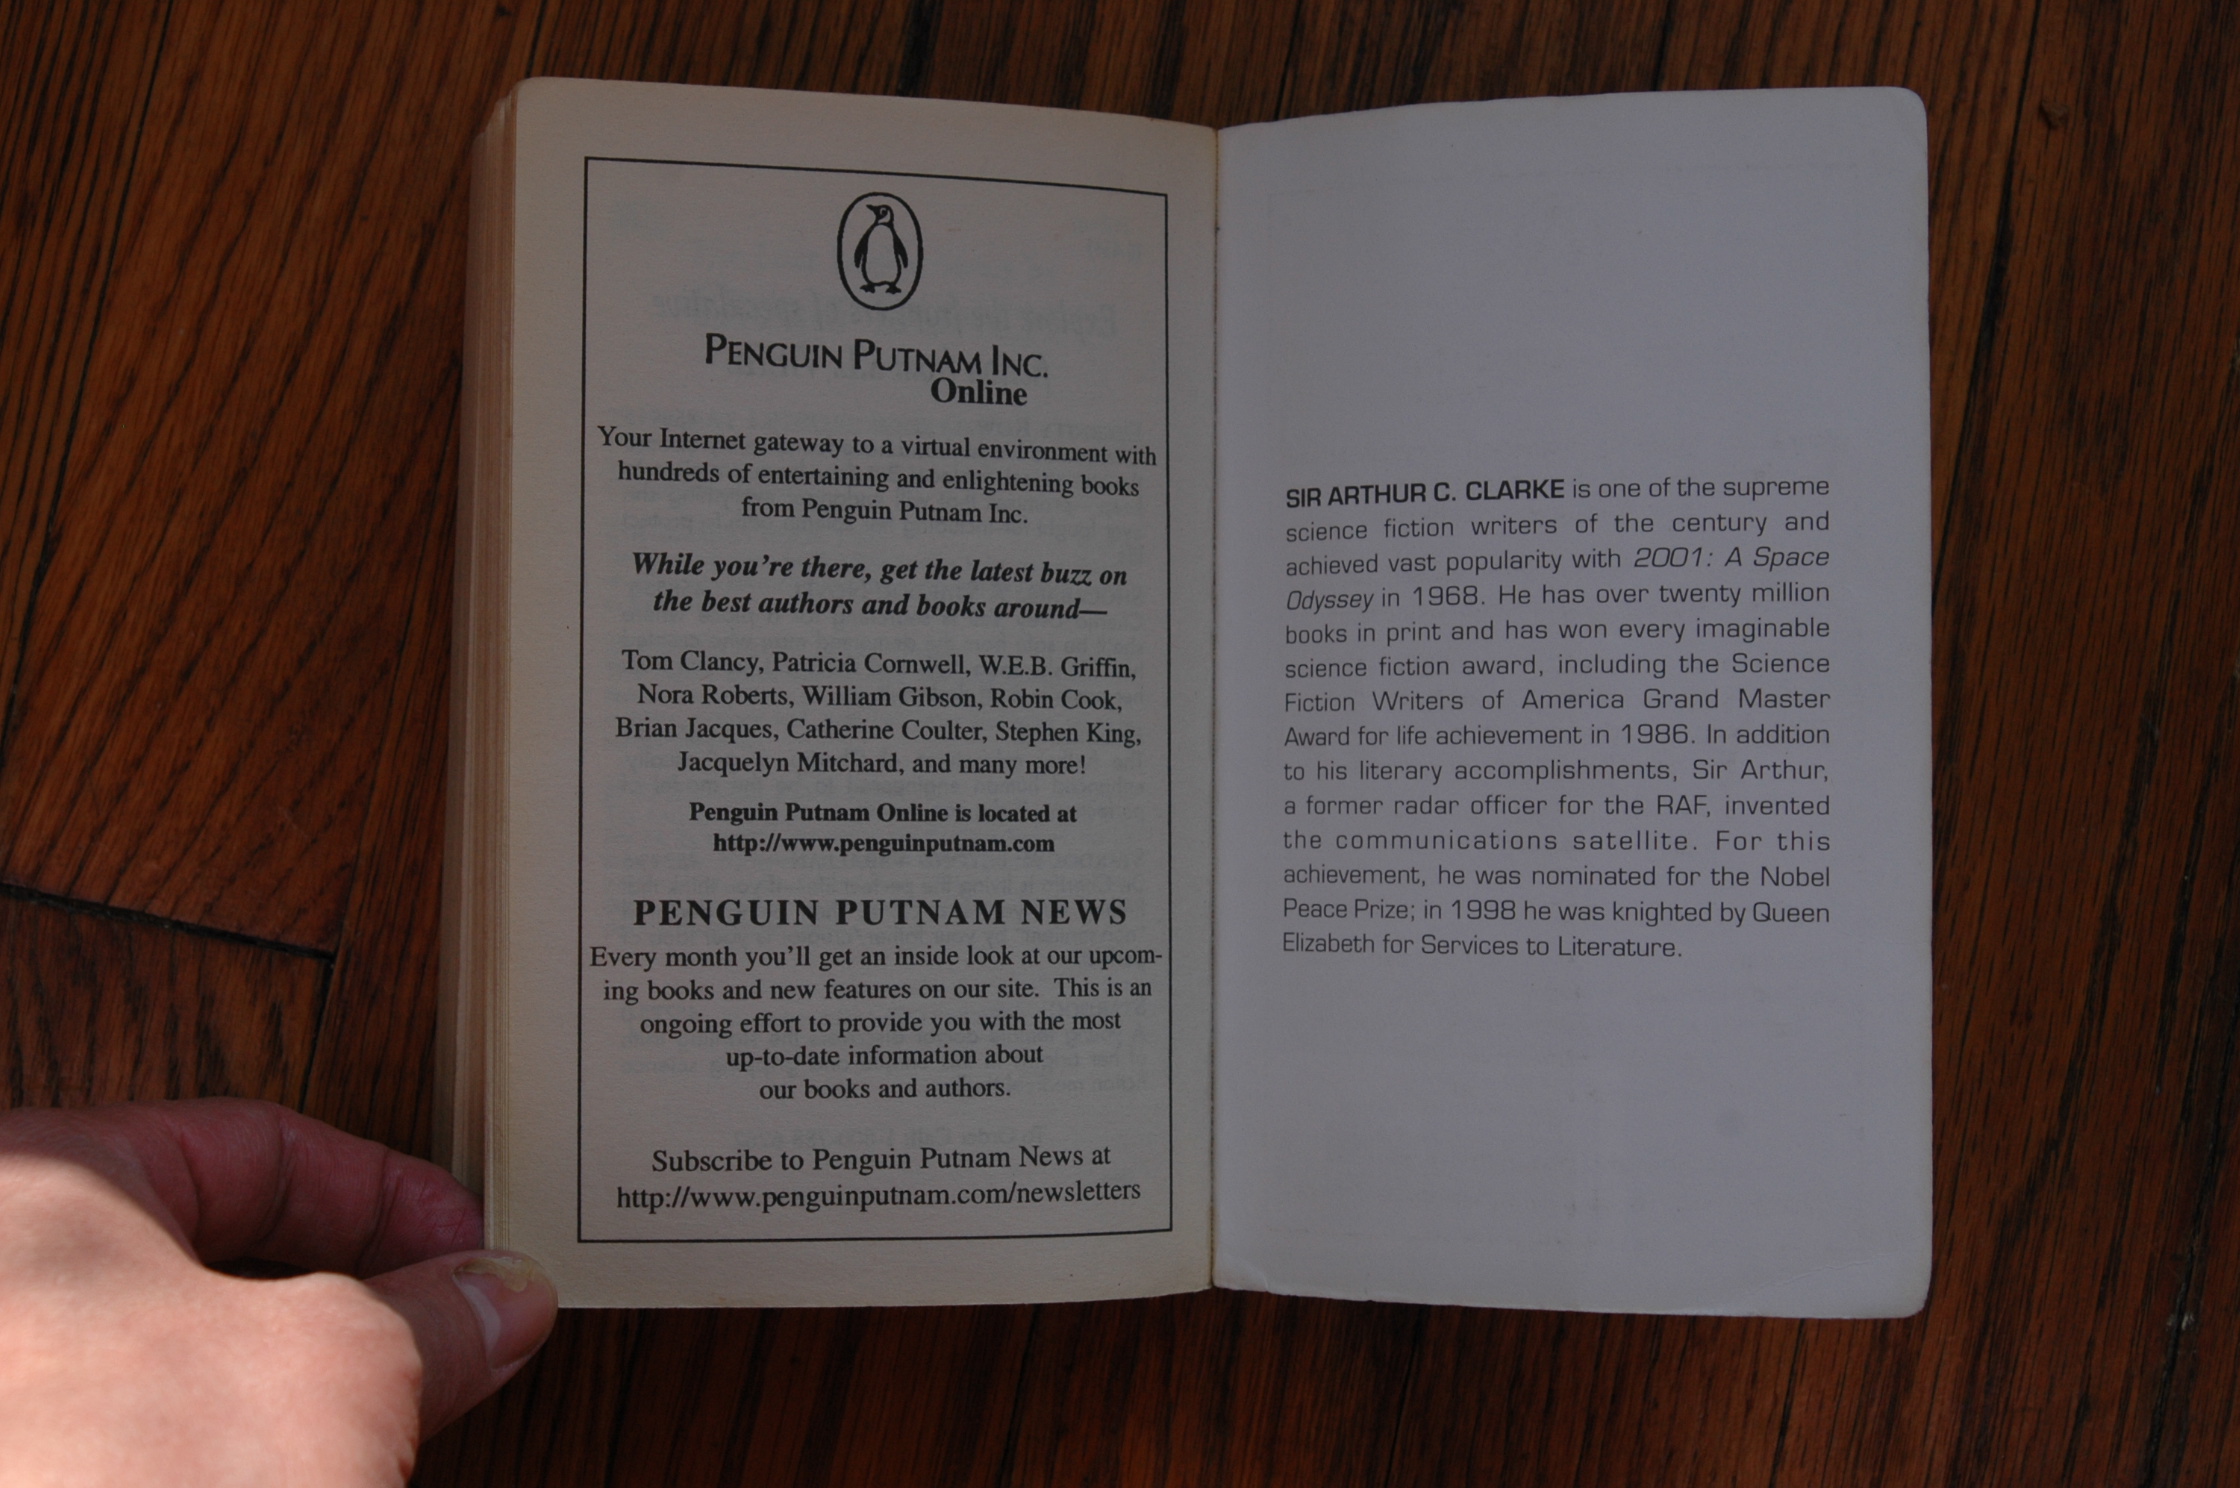 PENGUIN PUTNAM INC.
Online
Your Internet gateway to a virtual environment with
hundreds of entertaining and enlightening books
from Penguin Putnam Inc.
While you're there, get the latest buzz on
the best authors and books around—
Tom Clancy, Patricia Cornwell, W.E.B. Griffin,
Nora Roberts, William Gibson, Robin Cook,
Brian Jacques, Catherine Coulter, Stephen King,
Jacquelyn Mitchard, and many more!
Penguin Putnam Online is located at
http://www.penguinputnam.com
PENGUIN PUTNAM NEWS
Every month you'll get an inside look at our upcom-
ing books and new features on our site. This is an
ongoing effort to provide you with the most
up-to-date information about
our books and authors.
Subscribe to Penguin Putnam News at
http://www.penguinputnam.com/newsletters
SIR ARTHUR C. CLARKE is one of the supreme
science fiction writers of the century and
achieved vast popularity with 2001: A Space
Odyssey in 1968. He has over twenty million
books in print and has won every imaginable
science fiction award, including the Science
Fiction Writers of America Grand Master
Award for life achievement in 1986. In addition
to his literary accomplishments, Sir Arthur,
a former radar officer for the RAF, invented
the communications satellite. For this
achievement, he was nominated for the Nobel
Peace Prize; in 1998 he was knighted by Queen
Elizabeth for Services to Literature.